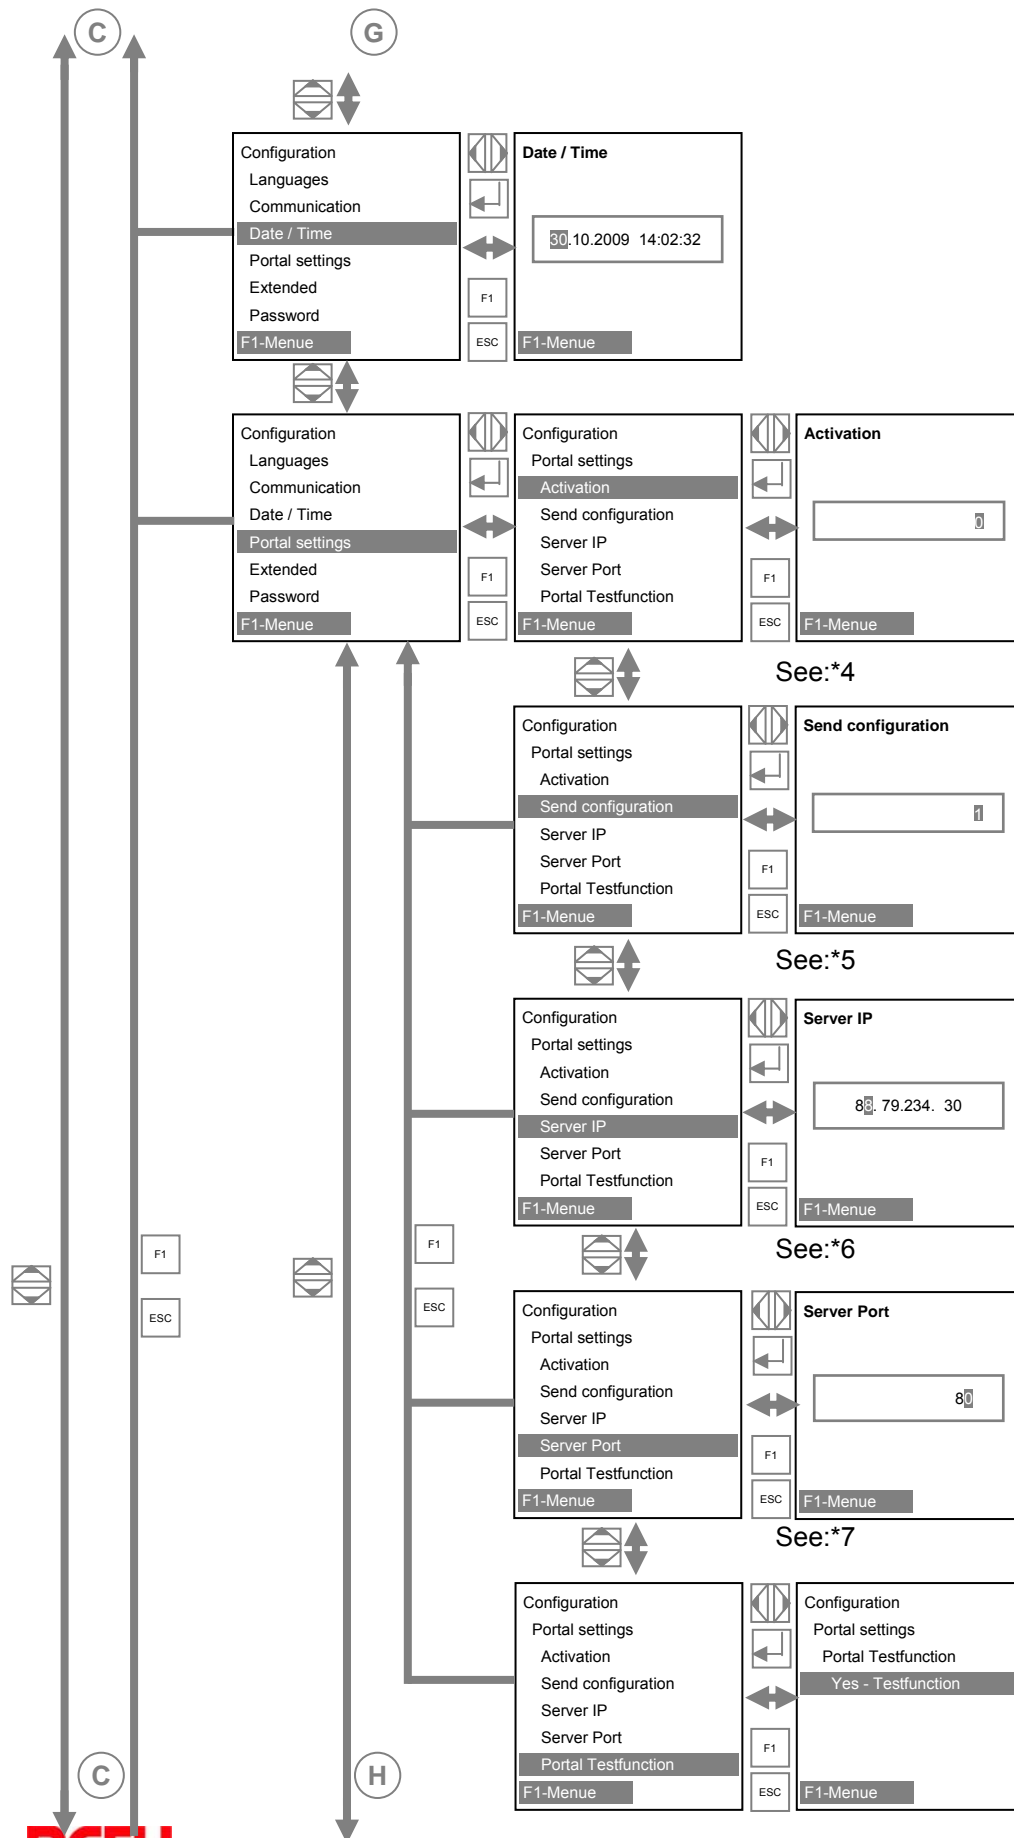 C
G
Configuration
Languages
Communication
Date / Time
Portal settings
Extended
Password
F1-Menue
F1
ESC
Date / Time
30.10.2009 14:02:32
F1-Menue
Configuration
Languages
Communication
Date / Time
Portal settings
Extended
Password
F1-Menue
F1
ESC
Configuration
Portal settings
Activation
Send configuration
Server IP
Server Port
Portal Testfunction
F1-Menue
F1
ESC
Activation
0
F1-Menue
See:*4
Configuration
Portal settings
Activation
Send configuration
Server IP
Server Port
Portal Testfunction
F1-Menue
F1
ESC
Send configuration
1
F1-Menue
See:*5
Configuration
Portal settings
Activation
Send configuration
Server IP
Server Port
Portal Testfunction
F1-Menue
F1
ESC
Server IP
88. 79.234. 30
F1-Menue
See:*6
F1
ESC
F1
ESC
Configuration
Portal settings
Activation
Send configuration
Server IP
Server Port
Portal Testfunction
F1-Menue
F1
ESC
Server Port
80
F1-Menue
See:*7
Configuration
Portal settings
Activation
Send configuration
Server IP
Server Port
Portal Testfunction
F1-Menue
F1
ESC
Configuration
Portal settings
Portal Testfunction
Yes - Testfunction
F1-Menue
C
H